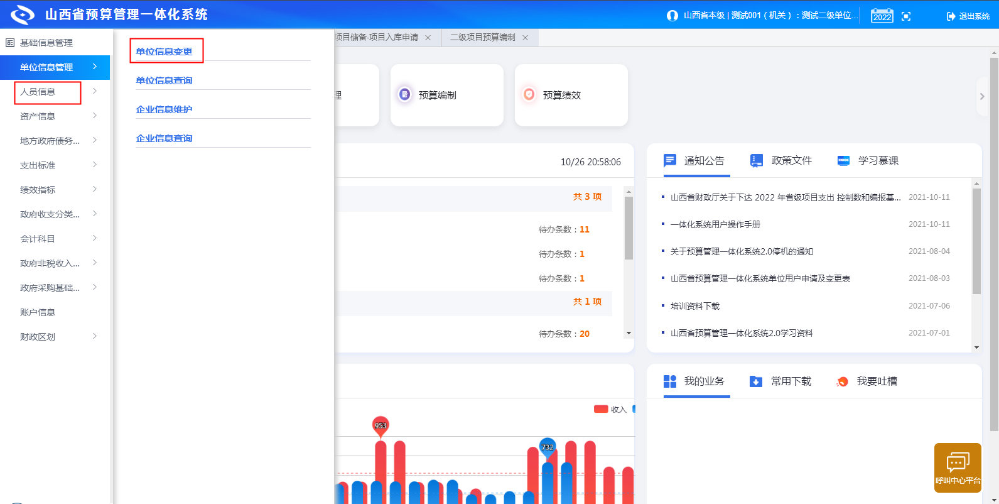 山西省预算管理一体化系统
山西省本级 | 测试001（机关）：测试二级单位...
2022
退出系统
基础信息管理
单位信息管理
人员信息
资产信息
地方政府债务...
支出标准
绩效指标
政府收支分类...
会计科目
政府非税收入...
政府采购基础...
账户信息
财政区划
单位信息变更
单位信息查询
企业信息维护
企业信息查询
项目储备-项目入库申请
二级项目预算编制
理
预算编制
预算绩效
10/26 20:58:06
共 3 项
待办条数：11
待办条数：1
待办条数：1
共 1 项
待办条数：20
通知公告
政策文件
MOOC
学习慕课
山西省财政厅关于下达 2022 年省级项目支出 控制数和编报基... 2021-10-11
一体化系统用户操作手册 2021-10-11
关于预算管理一体化系统2.0停机的通知 2021-08-04
山西省预算管理一体化系统单位用户申请及变更表 2021-08-03
培训资料下载 2021-07-06
山西省预算管理一体化系统2.0学习资料 2021-07-01
收入
953
732
我的业务
常用下载
我要吐槽
呼叫中心平台